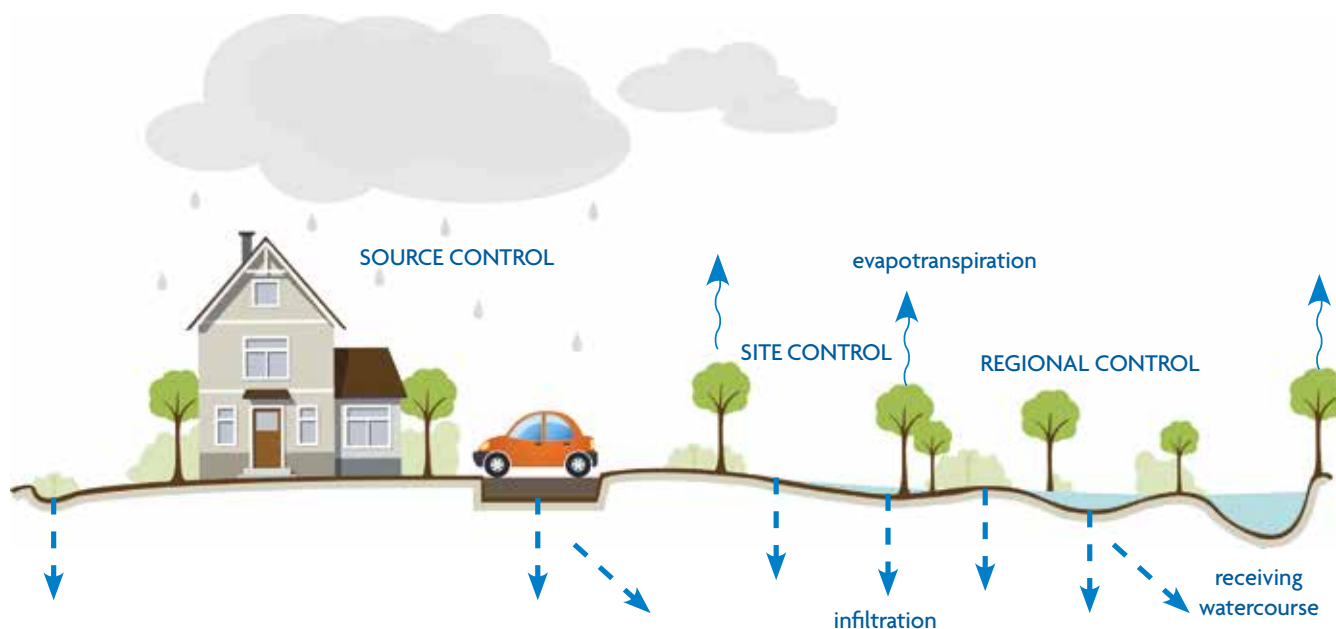 SOURCE CONTROL
evapotranspiration
SITE CONTROL
REGIONAL CONTROL
infiltration
receiving
watercourse